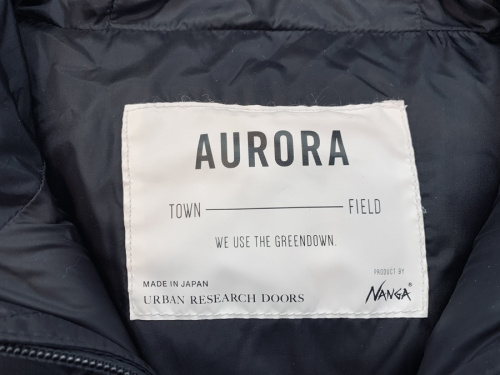 AURORA
TOWN FIELD
WE USE THE GREENDOWN.
PRODUCT BY
MADE IN JAPAN
NANGA®
URBAN RESEARCH DOORS